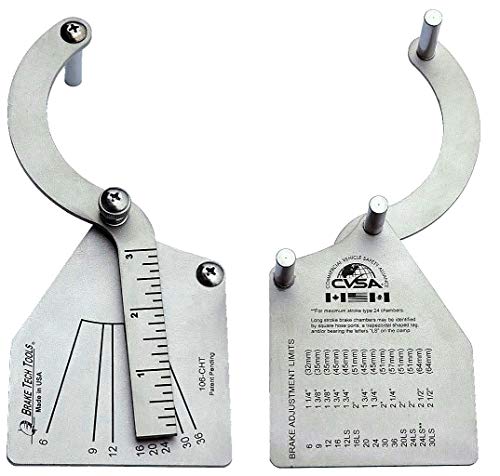 3
2
1
BRAKE TECH TOOLS
Made in USA
106-CHT
Patent Pending
6 9 12 16 20 24 30 36
COMMERCIAL VEHICLE SAFETY ALLIANCE
CVSA
**For maximum stroke type 24 chambers.
Long stroke brake chambers may be identified
by square hose ports, a trapezoidal shaped tag,
and/or bearing the letters "LS" on the clamp
BRAKE ADJUSTMENT LIMITS
6 1 1/4" (32mm)
9 1 3/8" (35mm)
12 1 3/8" (35mm)
16 1 3/4" (45mm)
12LS 1 3/4" (45mm)
16LS 2" (51mm)
20 1 3/4" (45mm)
24 1 3/4" (45mm)
30 2" (51mm)
36 2 1/4" (57mm)
20LS 2" (51mm)
24LS 2" (51mm)
24LS** 2 1/2" (64mm)
30LS 2 1/2" (64mm)